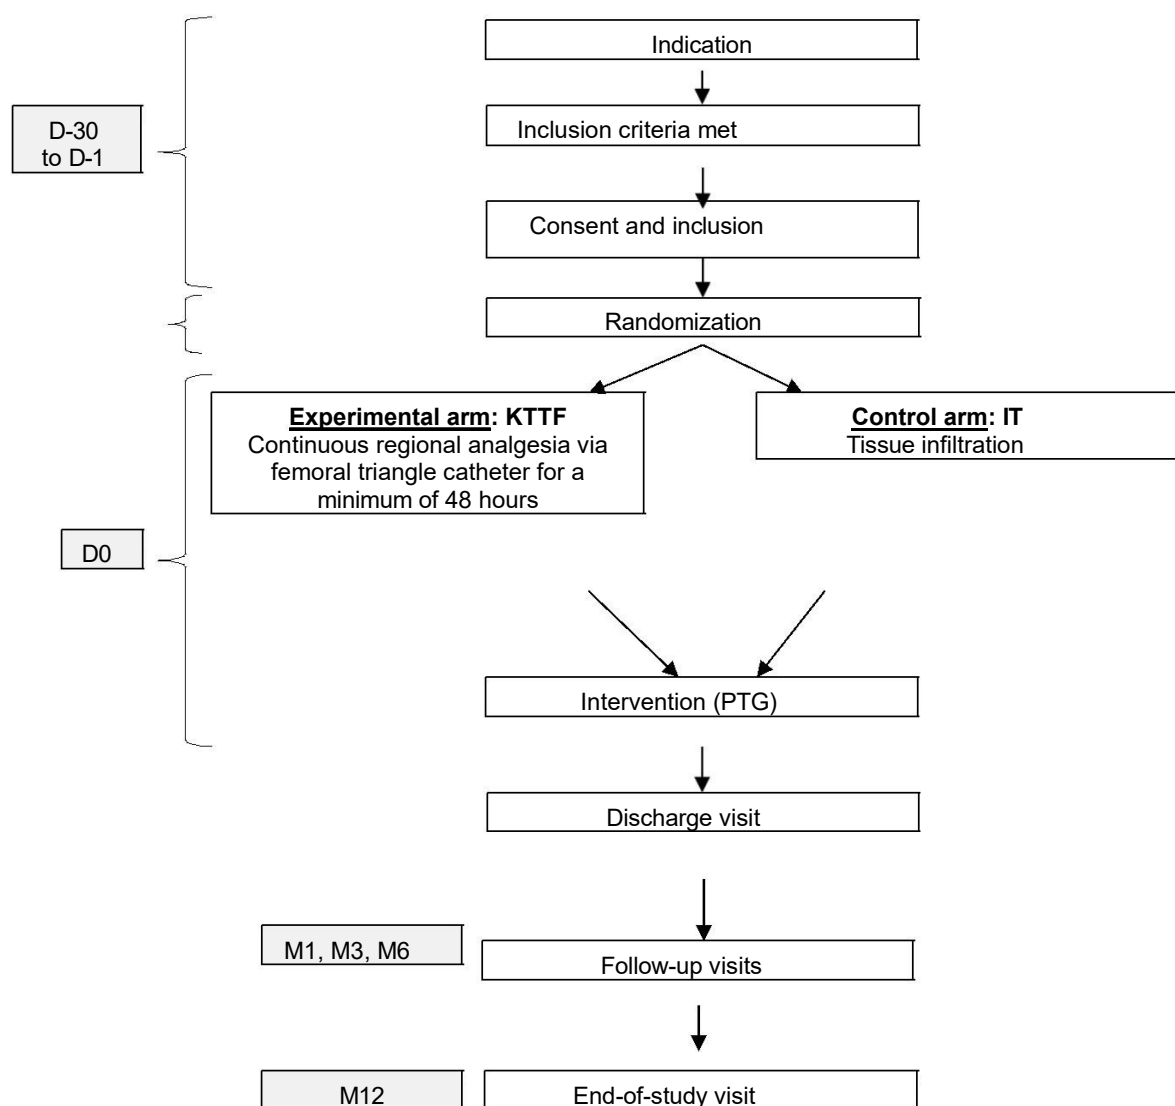 Indication
D-30
to D-1
Inclusion criteria met
Consent and inclusion
Randomization
Experimental arm: KTTF
Continuous regional analgesia via
femoral triangle catheter for a
minimum of 48 hours
Control arm: IT
Tissue infiltration
D0
Intervention (PTG)
Discharge visit
M1, M3, M6
Follow-up visits
M12
End-of-study visit